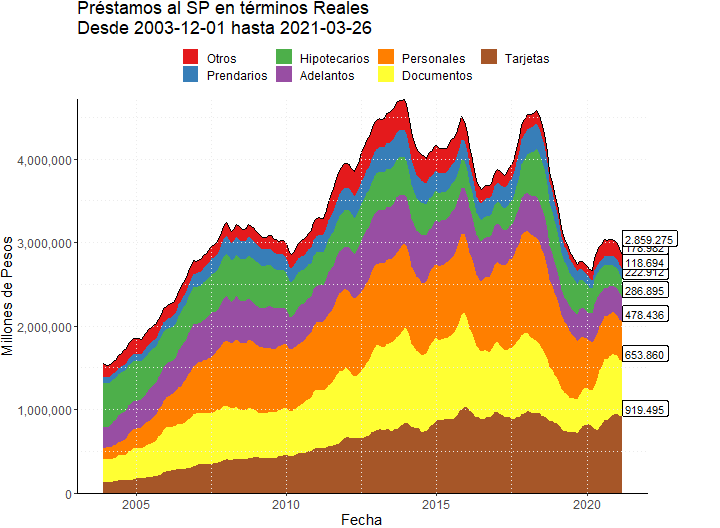 Préstamos al SP en términos Reales
Desde 2003-12-01 hasta 2021-03-26
Otros Hipotecarios Personales Tarjetas
Prendarios Adelantos Documentos
Millones de Pesos
4,000,000
3,000,000
2,000,000
1,000,000
0
2.859.275
178.982
118.694
222.912
286.895
478.436
653.860
919.495
2005 2010 2015 2020
Fecha